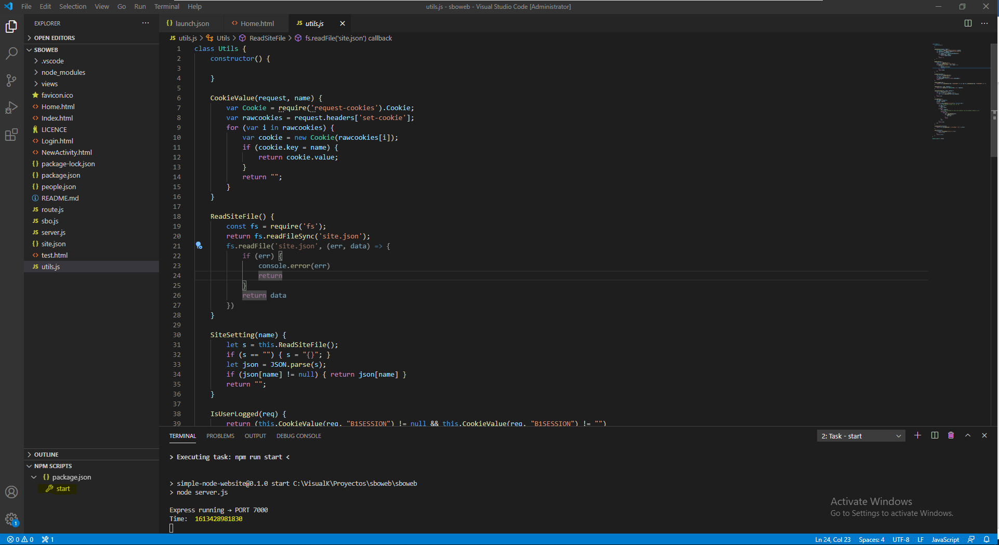 File Edit Selection View Go Run Terminal Help
utils.js - sboweb - Visual Studio Code [Administrator]
EXPLORER
OPEN EDITORS
SBOWEB
.vscode
node_modules
views
favicon.ico
Home.html
Index.html
LICENCE
Login.html
NewActivity.html
package-lock.json
package.json
people.json
README.md
route.js
sbo.js
server.js
site.json
test.html
utils.js
OUTLINE
NPM SCRIPTS
package.json
start
launch.json Home.html utils.js
utils.js > Utils > ReadSiteFile > fs.readFile('site.json') callback
1 class Utils {
2 constructor() {
3
4 }
5
6 CookieValue(request, name) {
7 var Cookie = require('request-cookies').Cookie;
8 var rawcookies = request.headers['set-cookie'];
9 for (var i in rawcookies) {
10 var cookie = new Cookie(rawcookies[i]);
11 if (cookie.key = name) {
12 return cookie.value;
13 }
14 return "";
15 }
16 }
17
18 ReadSiteFile() {
19 const fs = require('fs');
20 return fs.readFileSync('site.json');
21 fs.readFile('site.json', (err, data) => {
22 if (err) {
23 console.error(err)
24 return
25 }
26 return data
27 })
28 }
29
30 SiteSetting(name) {
31 let s = this.ReadSiteFile();
32 if (s == "") { s = "{}"; }
33 let json = JSON.parse(s);
34 if (json[name] != null) { return json[name] }
35 return "";
36 }
37
38 IsUserLogged(req) {
39 return (this.CookieValue(req, "B1SESSION") != null && this.CookieValue(req, "B1SESSION") != "")
TERMINAL PROBLEMS OUTPUT DEBUG CONSOLE
2: Task - start
> Executing task: npm run start <
> simple-node-website@0.1.0 start C:\VisualK\Proyectos\sboweb\sboweb
> node server.js
Express running → PORT 7000
Time: 1613428981830
Activate Windows
Go to Settings to activate Windows.
1
0 0 1
Ln 24, Col 23 Spaces: 4 UTF-8 LF JavaScript